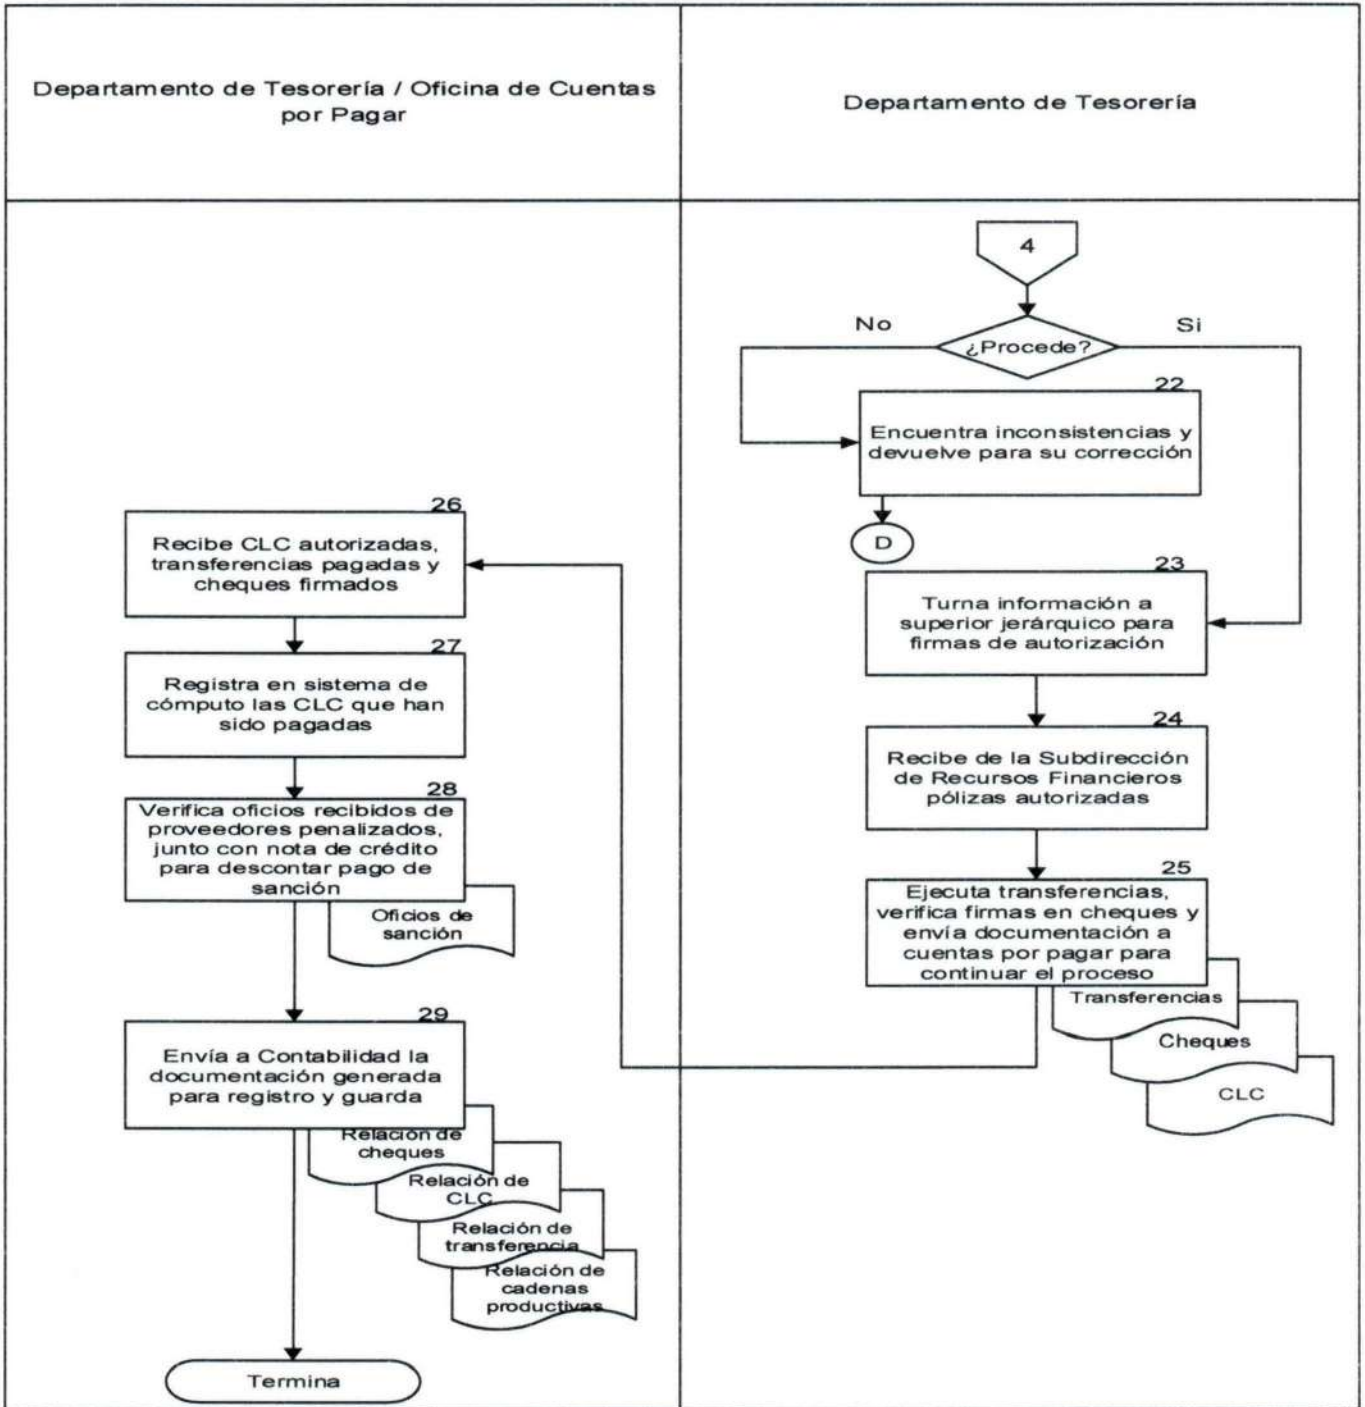 Departamento de Tesorería / Oficina de Cuentas
por Pagar
Departamento de Tesorería
4
No
Si
¿Procede?
22
Encuentra inconsistencias y
devuelve para su corrección
D
23
Turna información a
superior jerárquico para
firmas de autorización
24
Recibe de la Subdirección
de Recursos Financieros
pólizas autorizadas
25
Ejecuta transferencias,
verifica firmas en cheques y
envía documentación a
cuentas por pagar para
continuar el proceso
Transferencias
Cheques
CLC
26
Recibe CLC autorizadas,
transferencias pagadas y
cheques firmados
27
Registra en sistema de
cómputo las CLC que han
sido pagadas
28
Verifica oficios recibidos de
proveedores penalizados,
junto con nota de crédito
para descontar pago de
sanción
Oficios de
sanción
29
Envía a Contabilidad la
documentación generada
para registro y guarda
Relación de
cheques
Relación de
CLC
Relación de
transferencia
Relación de
cadenas
productivas
Termina